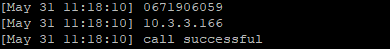 [May 31 11:18:10] 0671906059
[May 31 11:18:10] 10.3.3.166
[May 31 11:18:10] call successful